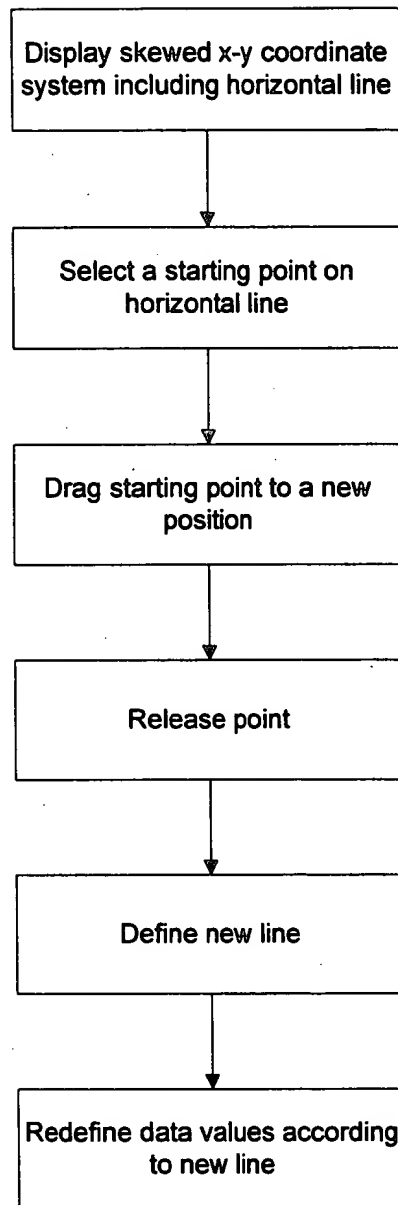 Display skewed x-y coordinate
system including horizontal line
Select a starting point on
horizontal line
Drag starting point to a new
position
Release point
Define new line
Redefine data values according
to new line